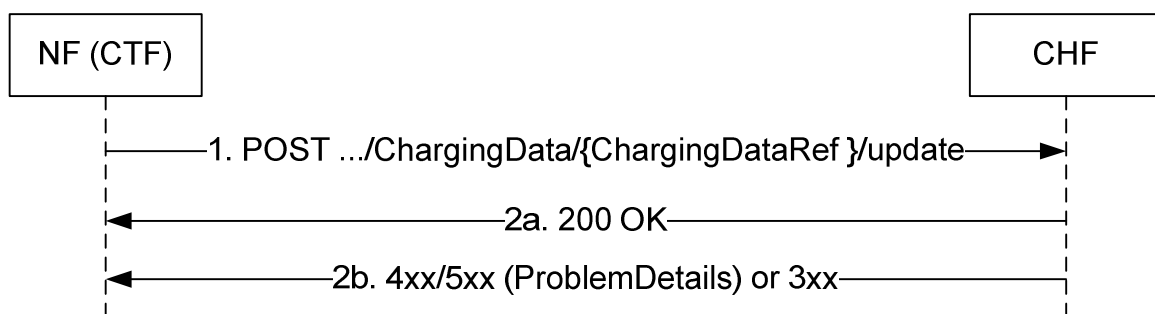 NF (CTF)
CHF
1. POST .../ChargingData/{ChargingDataRef}/update
2a. 200 OK
2b. 4xx/5xx (ProblemDetails) or 3xx